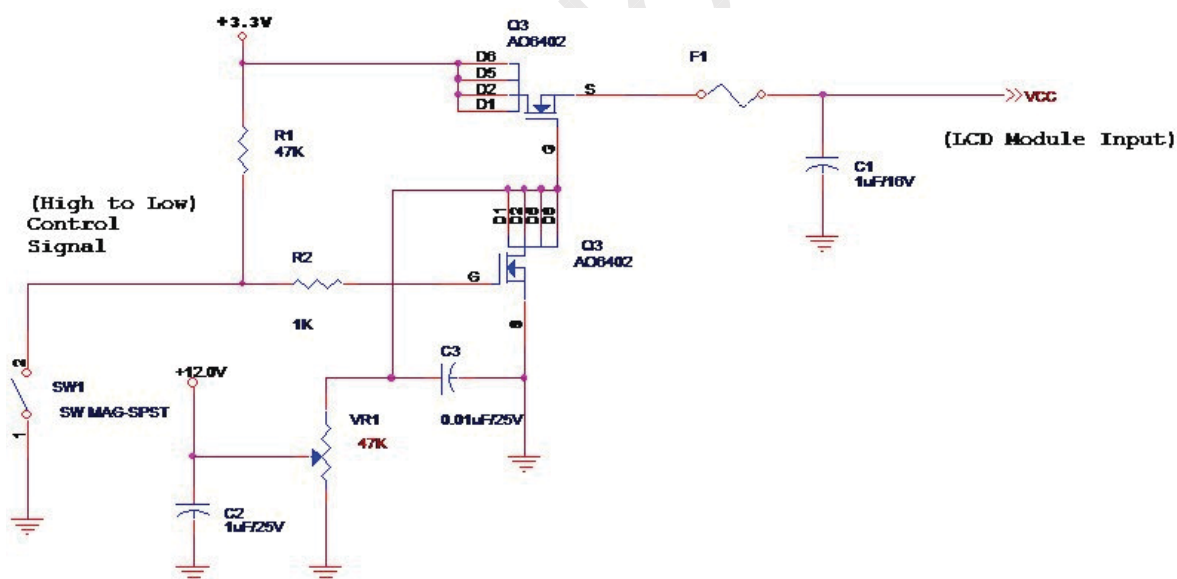 +3.3V
Q3
AO6402
D6
D5
D2
D1
S
G
F1
VCC
(LCD Module Input)
R1
47K
C1
1uF/16V
(High to Low)
Control
Signal
D1
D2
Q3
AO6402
R2
G
1K
2
SW1
SW MAG-SPST
1
+12.0V
C3
0.01uF/25V
VR1
47K
C2
1uF/25V